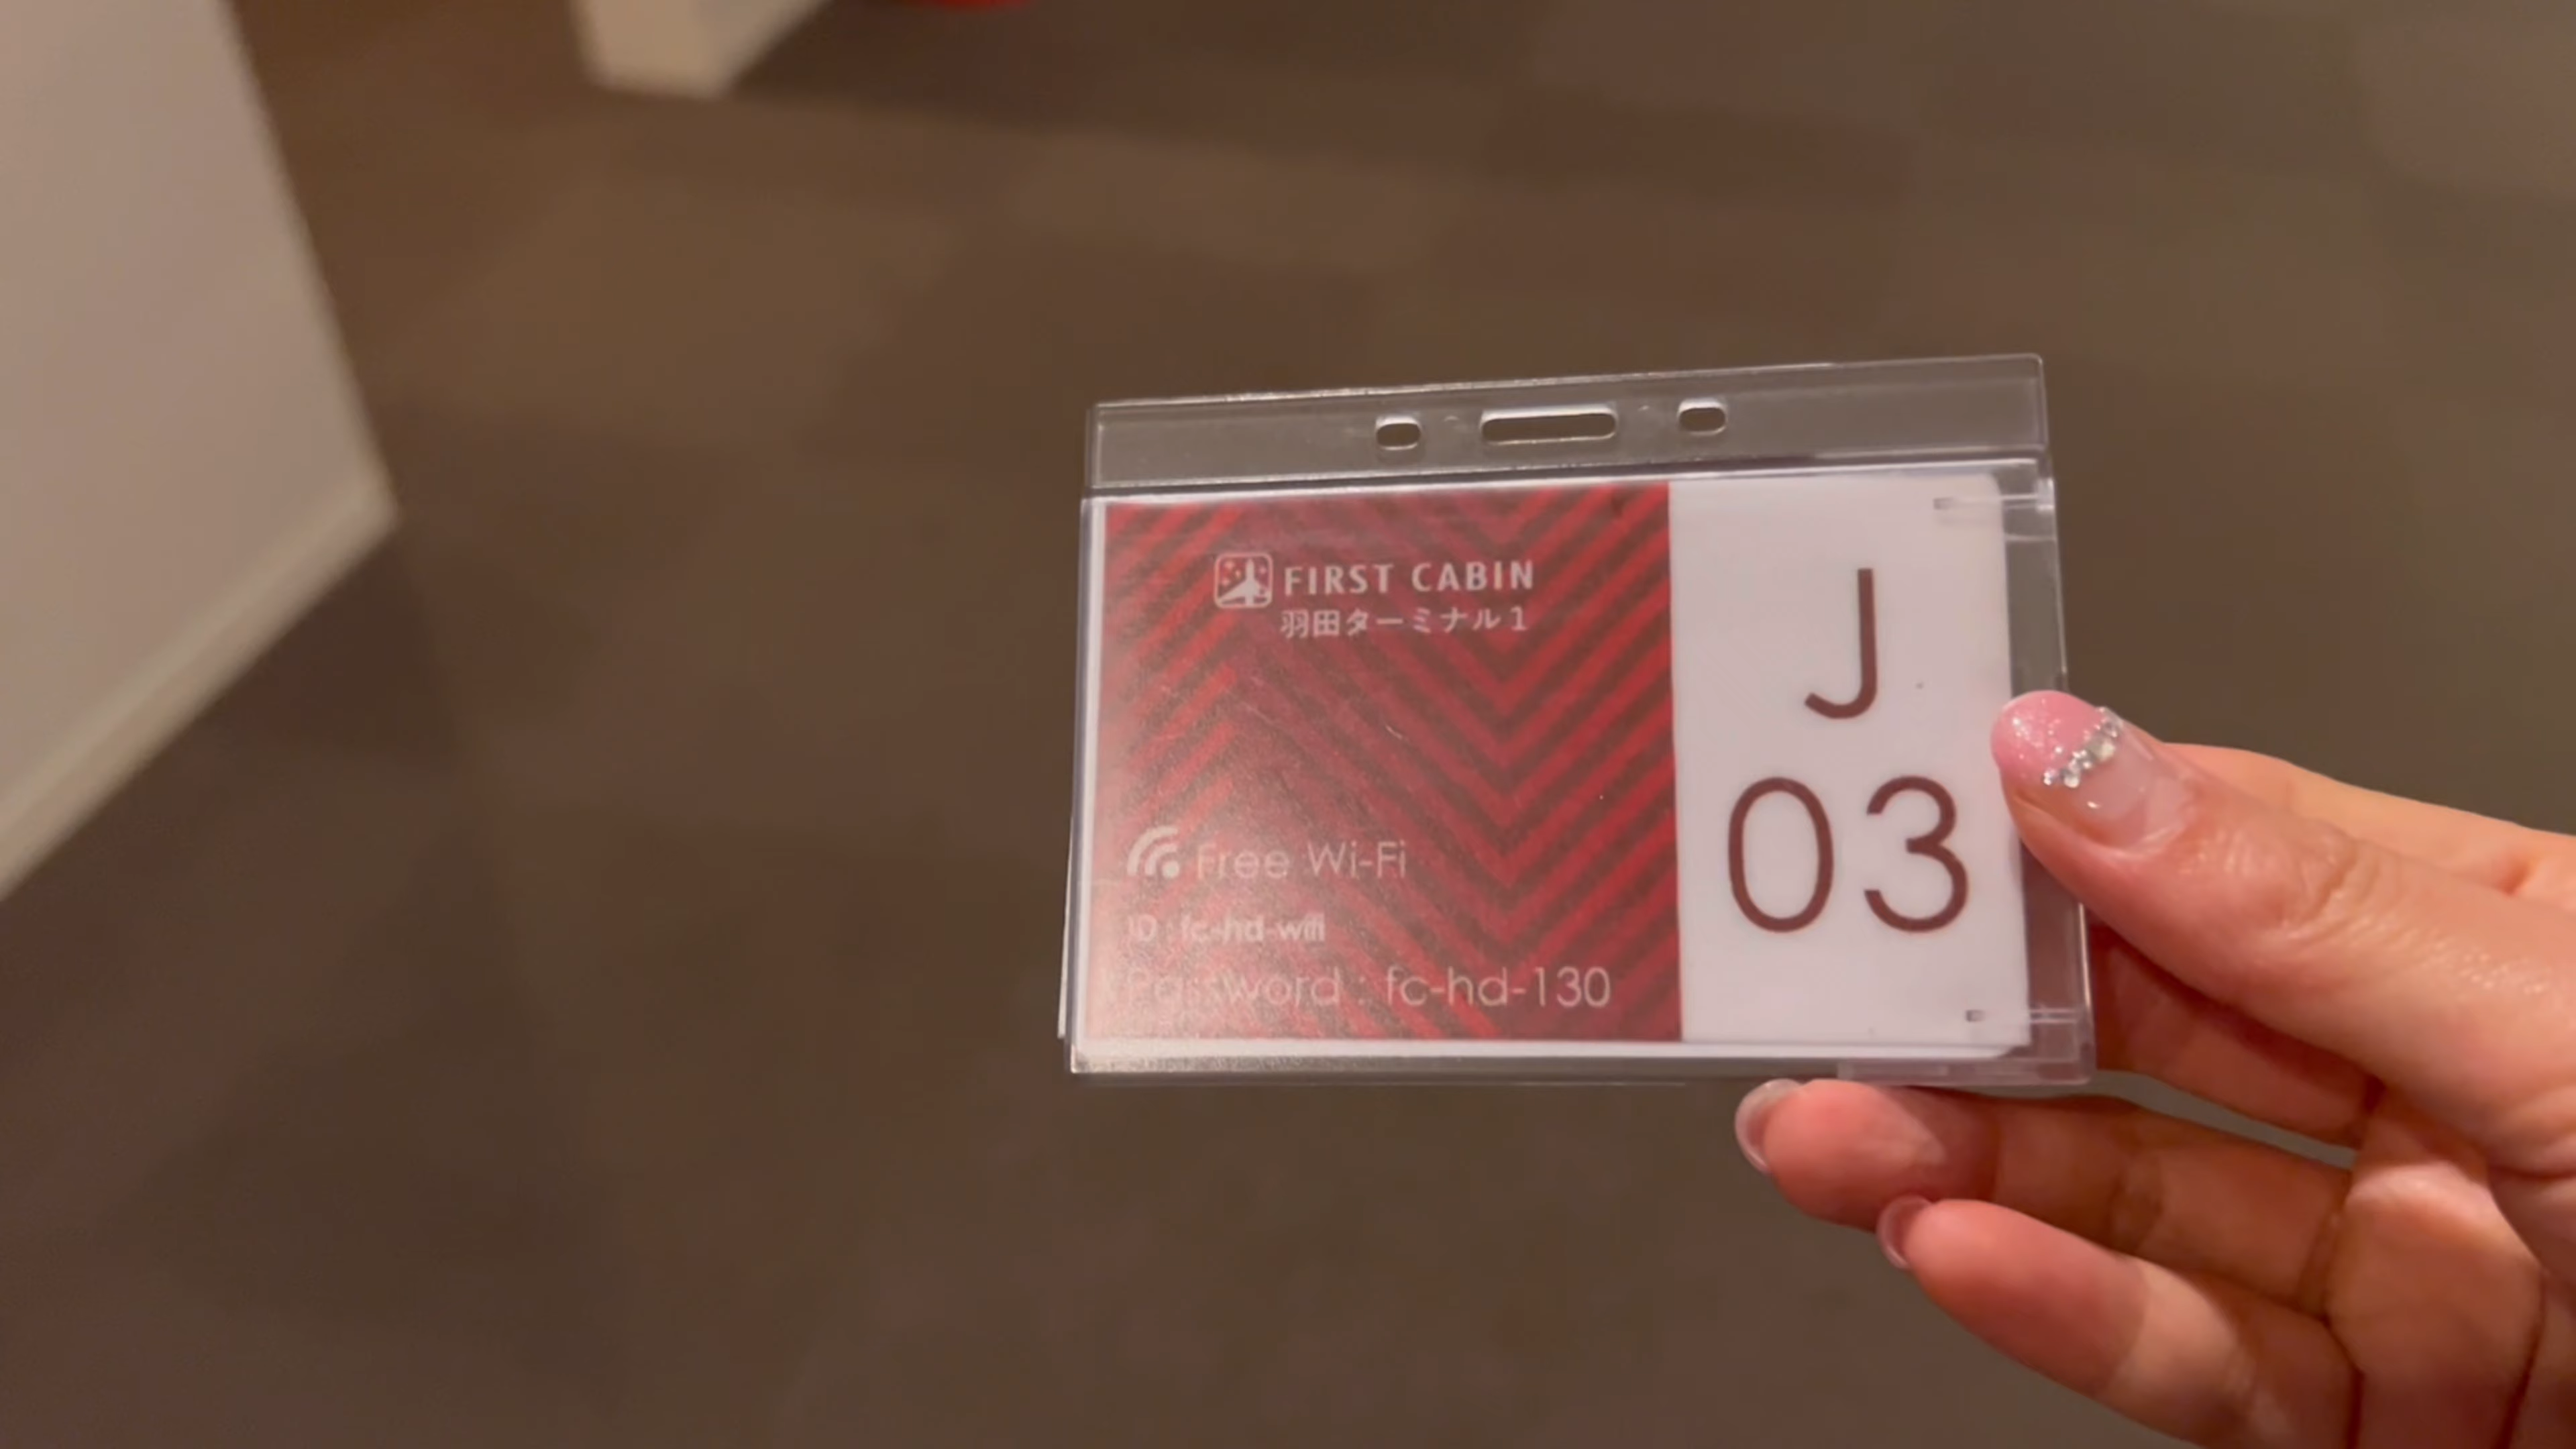 FIRST CABIN
羽田ターミナル1
Free Wi-Fi
ID : fc-hd-wifi
Password : fc-hd-130
J
03